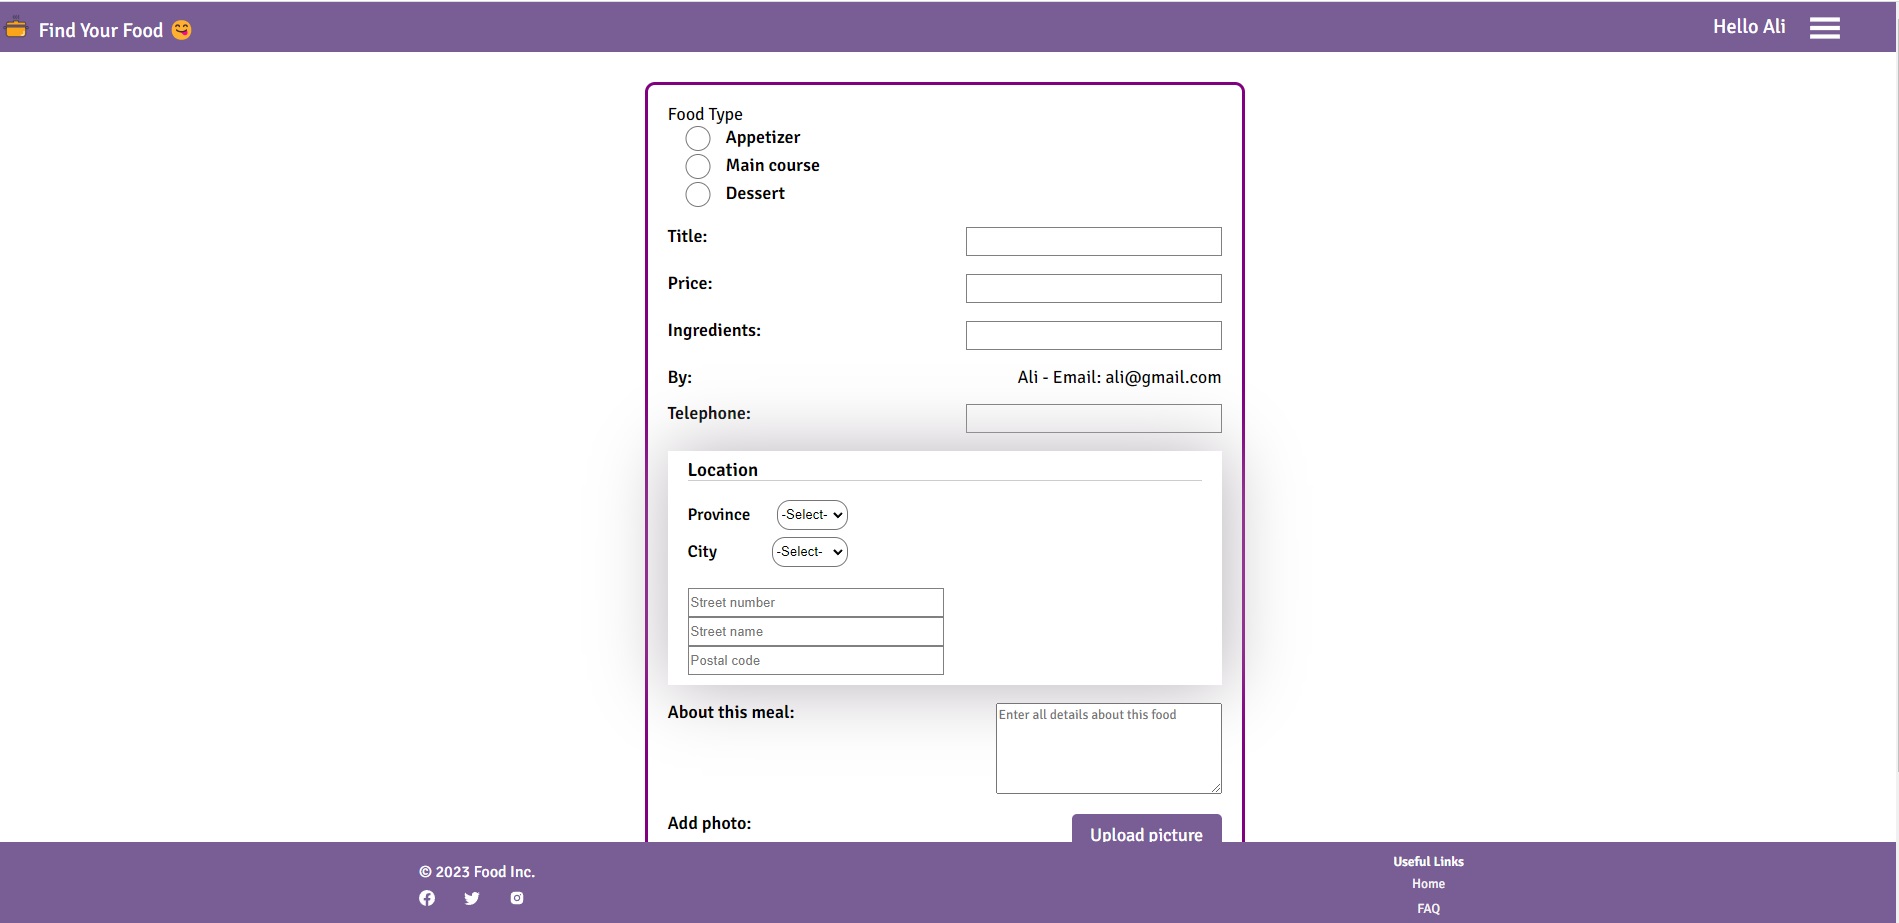 Find Your Food 😋
Hello Ali
Food Type
Appetizer
Main course
Dessert
Title:
Price:
Ingredients:
By: Ali - Email: ali@gmail.com
Telephone:
Location
Province -Select-
City -Select-
Street number
Street name
Postal code
About this meal: Enter all details about this food
Add photo: Upload picture
© 2023 Food Inc.
Useful Links
Home
FAQ